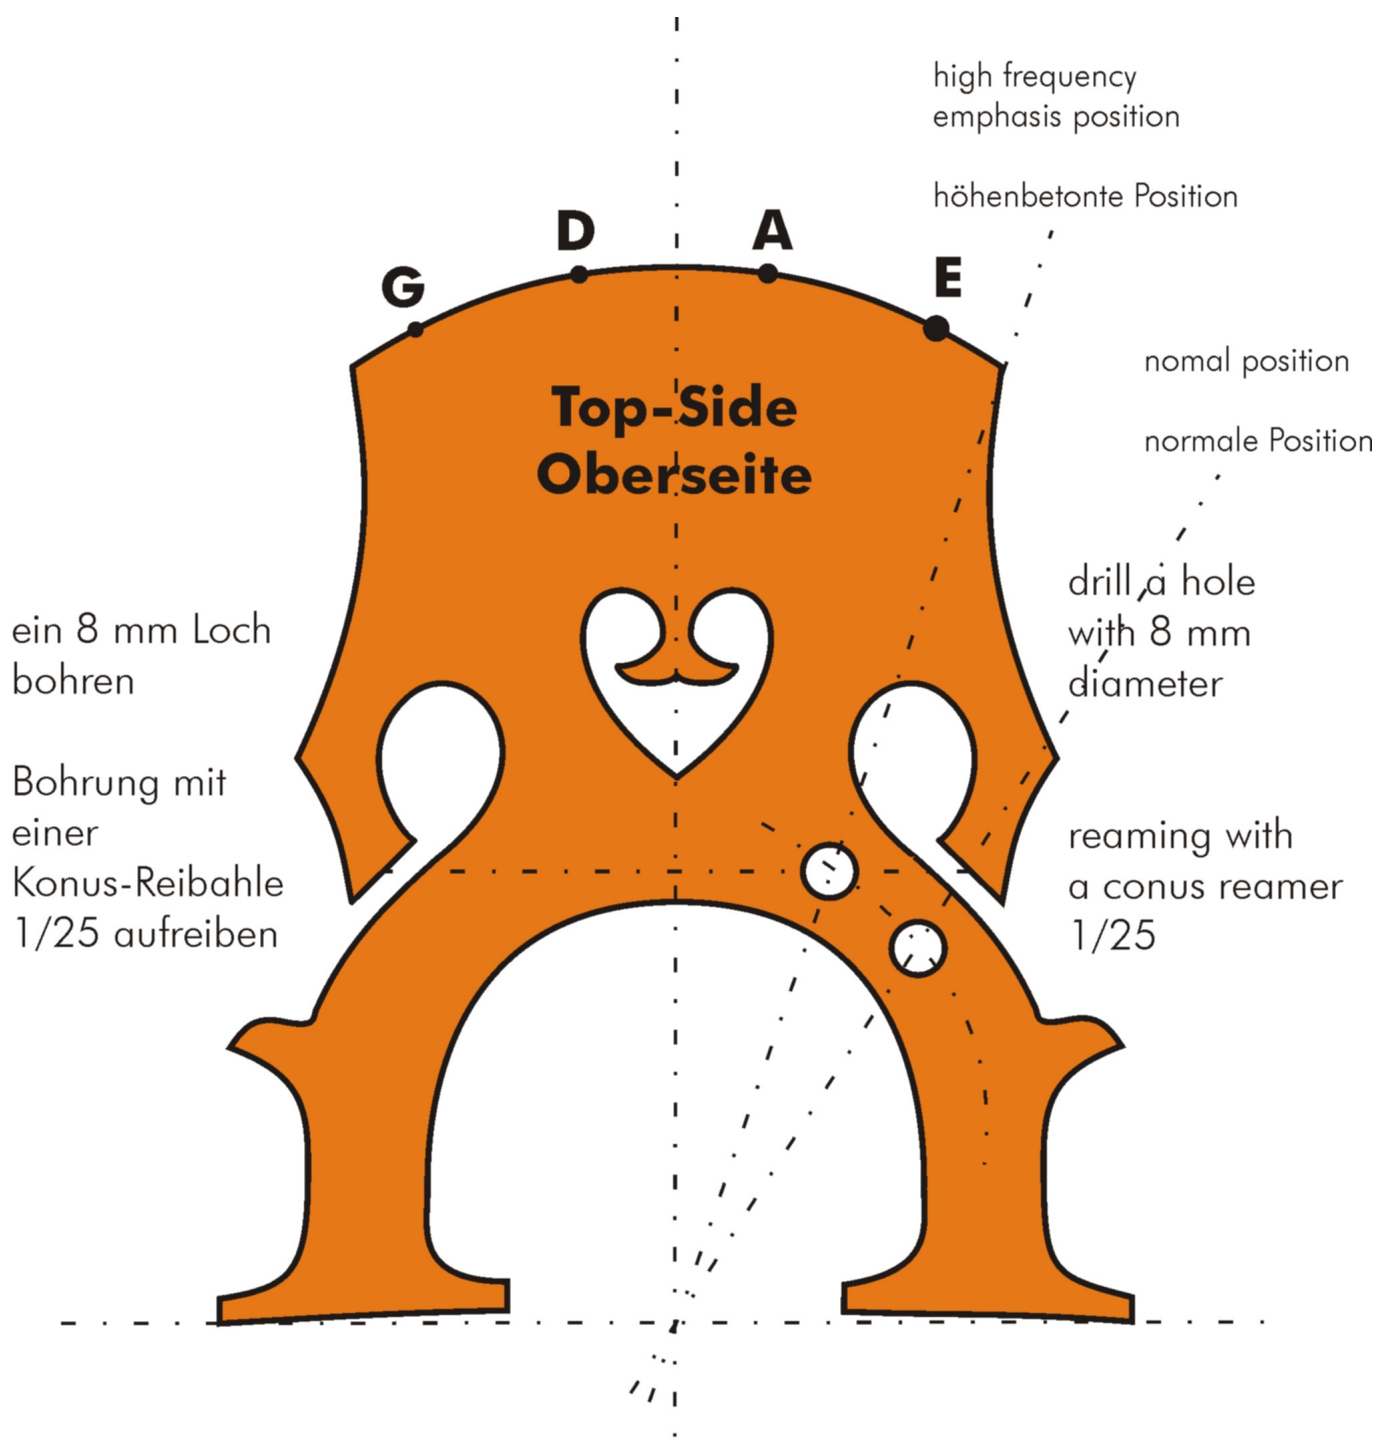 high frequency
emphasis position
höhenbetonte Position
D
A
G
E
nomal position
normale Position
Top-Side
Oberseite
ein 8 mm Loch
bohren
Bohrung mit
einer
Konus-Reibahle
1/25 aufreiben
drill a hole
with 8 mm
diameter
reaming with
a conus reamer
1/25